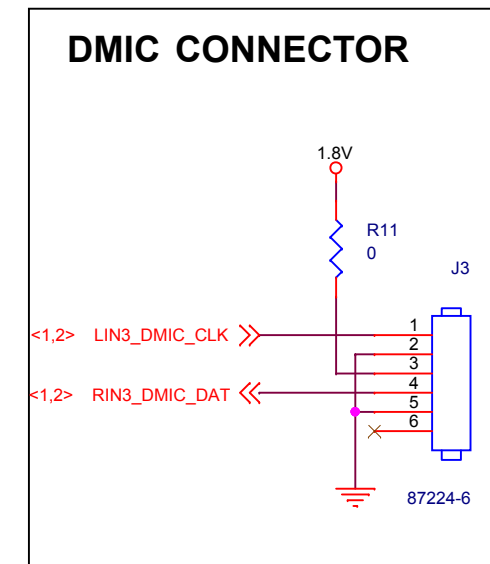 DMIC CONNECTOR
1.8V
R11
0
J3
<1,2> LIN3_DMIC_CLK
1
2
3
<1,2> RIN3_DMIC_DAT
4
5
6
87224-6